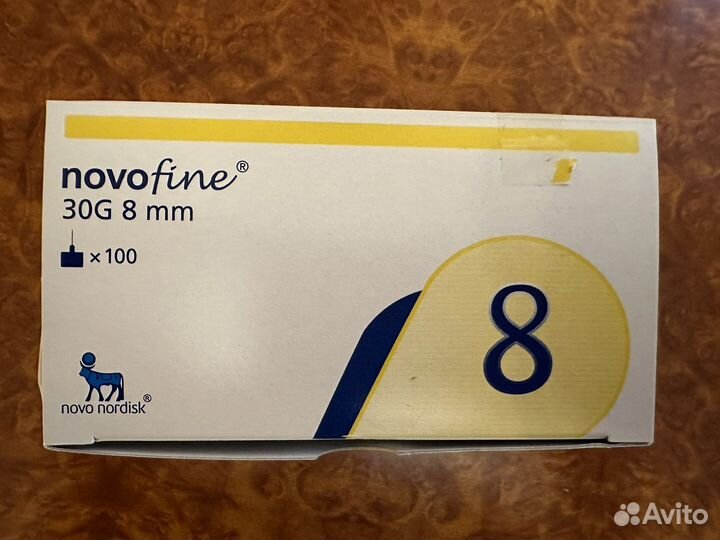 novofine®
30G 8 mm
× 100
8
novo nordisk®
Avito